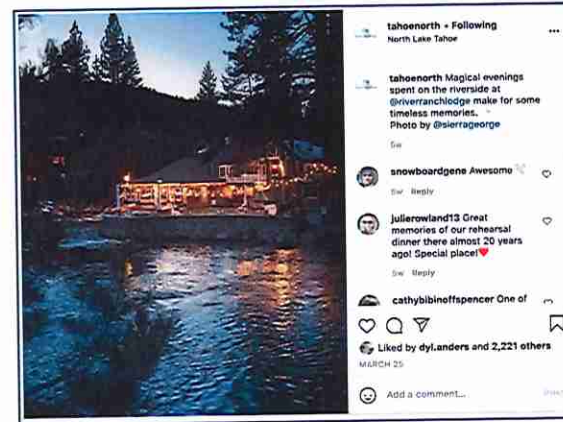 tahoenorth • Following
North Lake Tahoe
tahoenorth Magical evenings
spent on the riverside at
@riverranchlodge make for some
timeless memories.
Photo by @sierrageorge
5w
snowboardgene Awesome
5w Reply
julierowland13 Great
memories of our rehearsal
dinner there almost 20 years
ago! Special place!❤️
5w Reply
cathybibinoffspencer One of
Liked by dyl.anders and 2,221 others
MARCH 25
Add a comment...